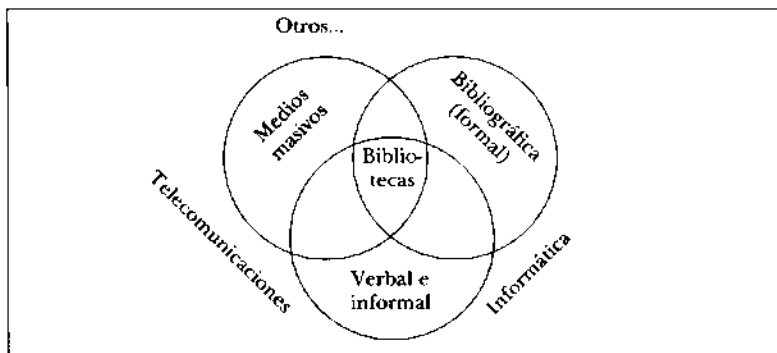 Otros...
Medios
masivos
Bibliográfica
(formal)
Biblio-
tecas
Telecomunicaciones
Verbal e
informal
Informática